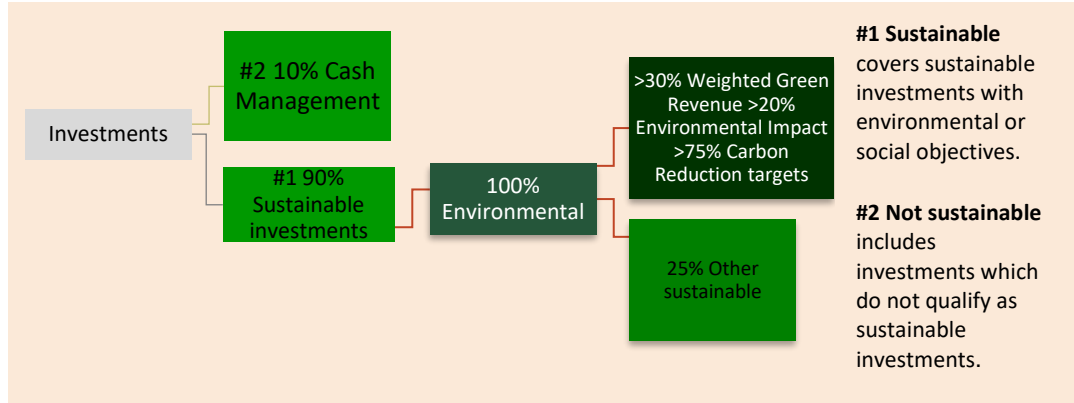 Investments
#2 10% Cash
Management
#1 90%
Sustainable
investments
100%
Environmental
>30% Weighted Green
Revenue >20%
Environmental Impact
>75% Carbon
Reduction targets
25% Other
sustainable
#1 Sustainable
covers sustainable
investments with
environmental or
social objectives.
#2 Not sustainable
includes
investments which
do not qualify as
sustainable
investments.